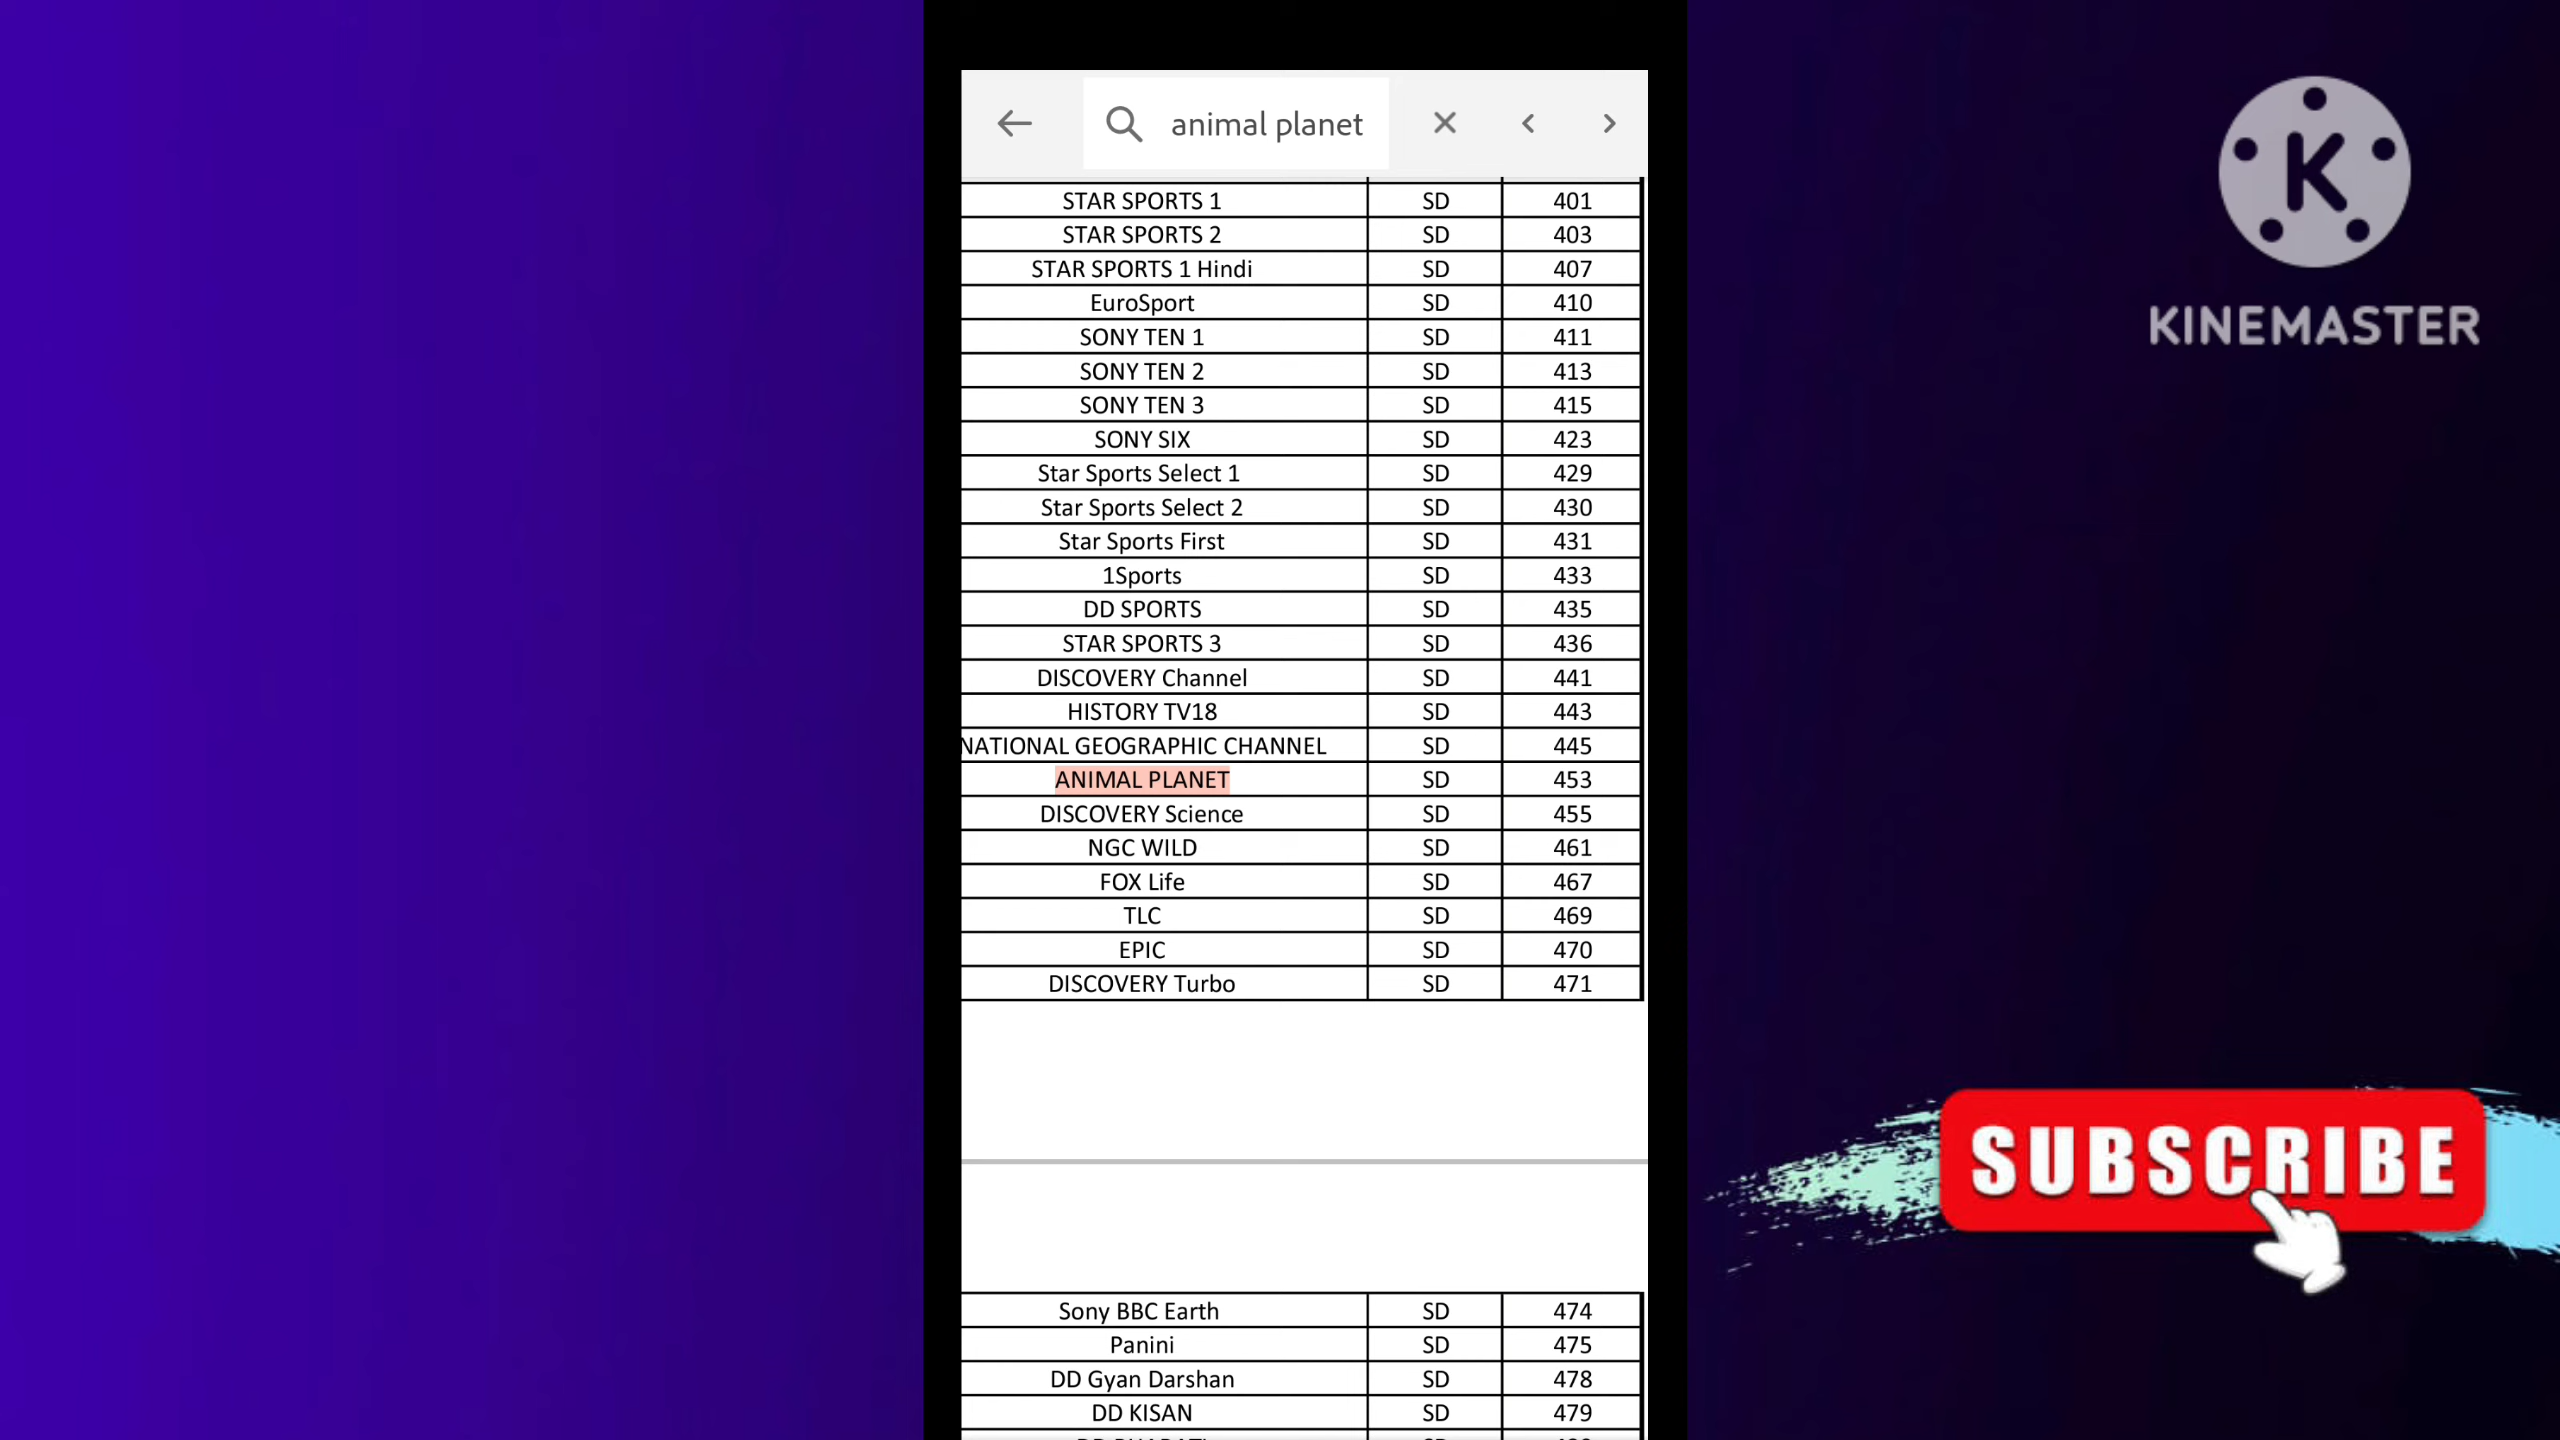 animal planet
STAR SPORTS 1 SD 401
STAR SPORTS 2 SD 403
STAR SPORTS 1 Hindi SD 407
EuroSport SD 410
SONY TEN 1 SD 411
SONY TEN 2 SD 413
SONY TEN 3 SD 415
SONY SIX SD 423
Star Sports Select 1 SD 429
Star Sports Select 2 SD 430
Star Sports First SD 431
1Sports SD 433
DD SPORTS SD 435
STAR SPORTS 3 SD 436
DISCOVERY Channel SD 441
HISTORY TV18 SD 443
NATIONAL GEOGRAPHIC CHANNEL SD 445
ANIMAL PLANET SD 453
DISCOVERY Science SD 455
NGC WILD SD 461
FOX Life SD 467
TLC SD 469
EPIC SD 470
DISCOVERY Turbo SD 471
Sony BBC Earth SD 474
Panini SD 475
DD Gyan Darshan SD 478
DD KISAN SD 479
K
KINEMASTER
SUBSCRIBE